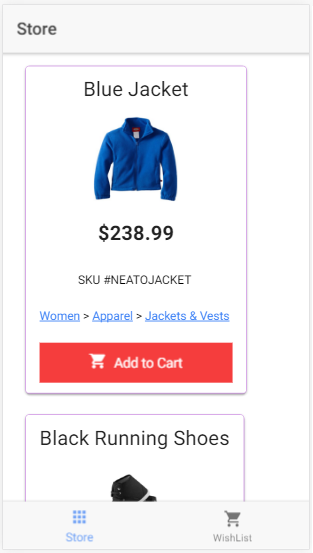 Store
Blue Jacket
$238.99
SKU #NEATOJACKET
Women > Apparel > Jackets & Vests
Add to Cart
Black Running Shoes
Store
WishList